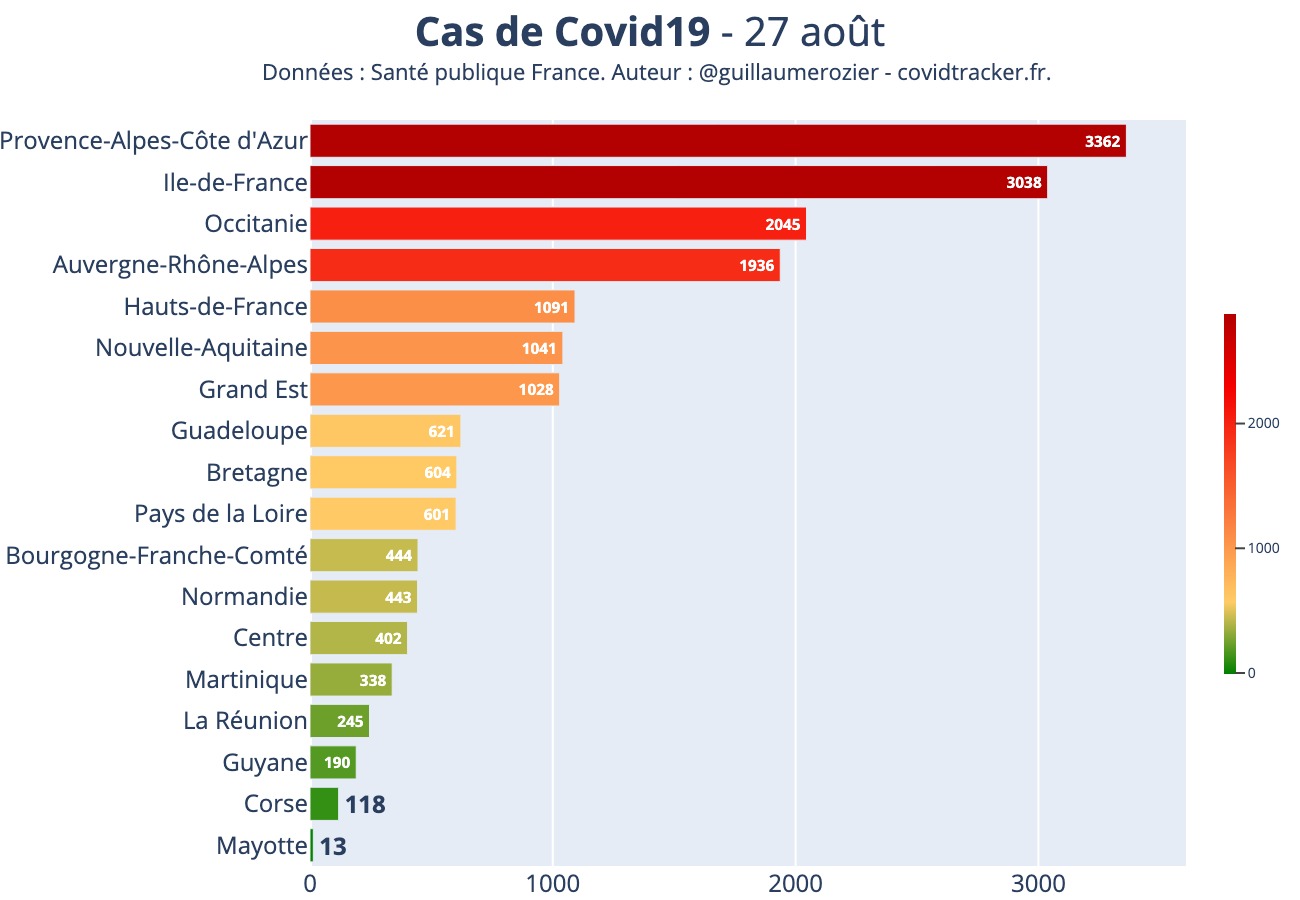 Cas de Covid19 - 27 août
Données : Santé publique France. Auteur : @guillaumerozier - covidtracker.fr.
Provence-Alpes-Côte d'Azur 3362
Ile-de-France 3038
Occitanie 2045
Auvergne-Rhône-Alpes 1936
Hauts-de-France 1091
Nouvelle-Aquitaine 1041
Grand Est 1028
Guadeloupe 621
Bretagne 604
Pays de la Loire 601
Bourgogne-Franche-Comté 444
Normandie 443
Centre 402
Martinique 338
La Réunion 245
Guyane 190
Corse 118
Mayotte 13
0 1000 2000 3000
2000
1000
0